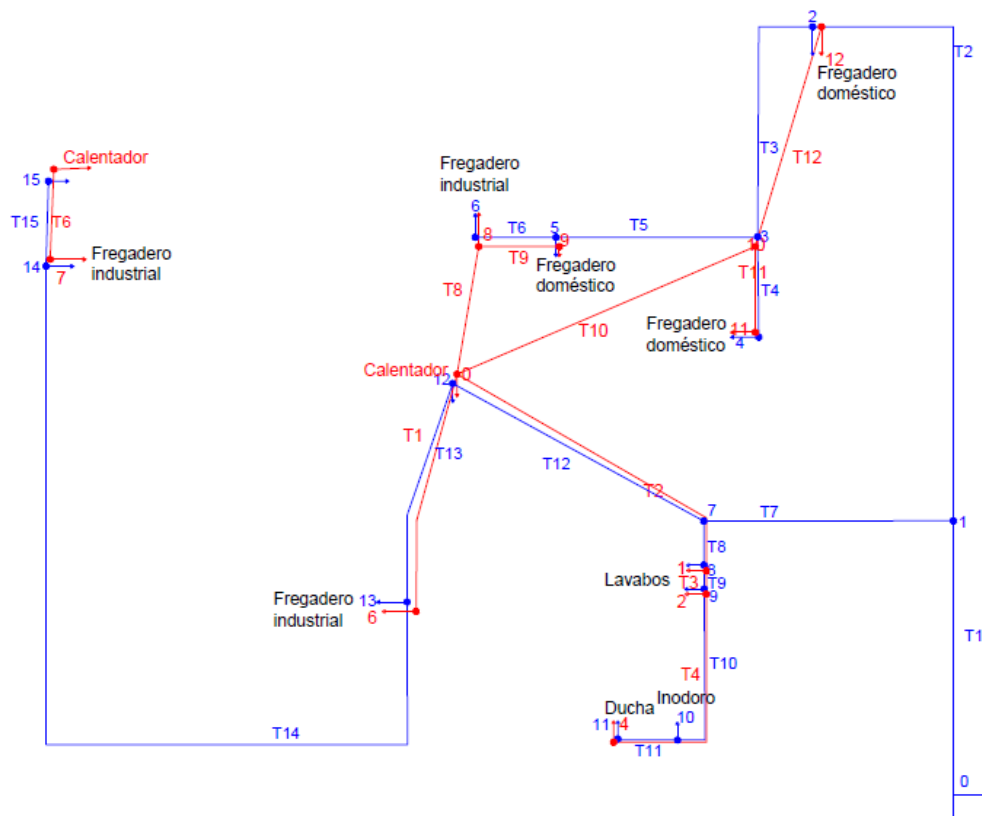 2
T2
12
Fregadero
doméstico
T3
T12
Calentador
15
T15
T6
Fregadero
industrial
14
7
Fregadero
industrial
6
8
T6
5
9
T5
T9
Fregadero
doméstico
3
10
T11
T4
T8
T10
Fregadero
doméstico
11
4
Calentador
0
12
T1
T13
T12
T2
7
T7
1
T8
1
8
Lavabos
T3
T9
2
9
Fregadero
industrial
13
6
T1
T4
T10
Ducha
Inodoro
11
4
10
T11
T14
0